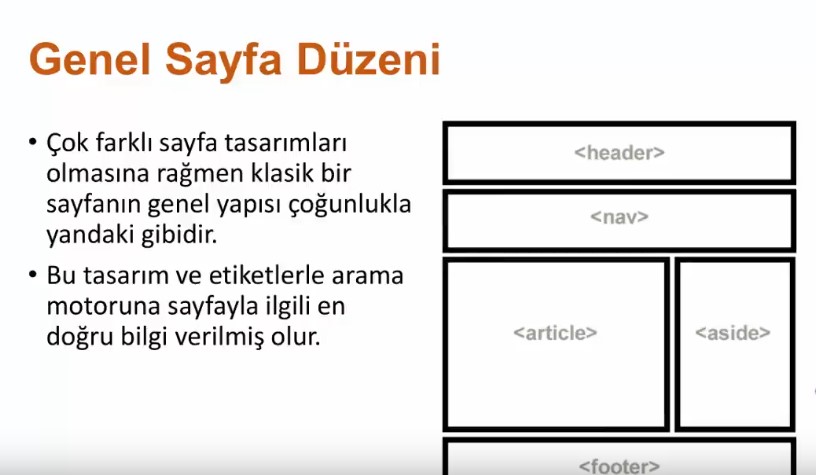 Genel Sayfa Düzeni
• Çok farklı sayfa tasarımları
olmasına rağmen klasik bir
sayfanın genel yapısı çoğunlukla
yandaki gibidir.
• Bu tasarım ve etiketlerle arama
motoruna sayfayla ilgili en
doğru bilgi verilmiş olur.
<header>
<nav>
<article> <aside>
<footer>